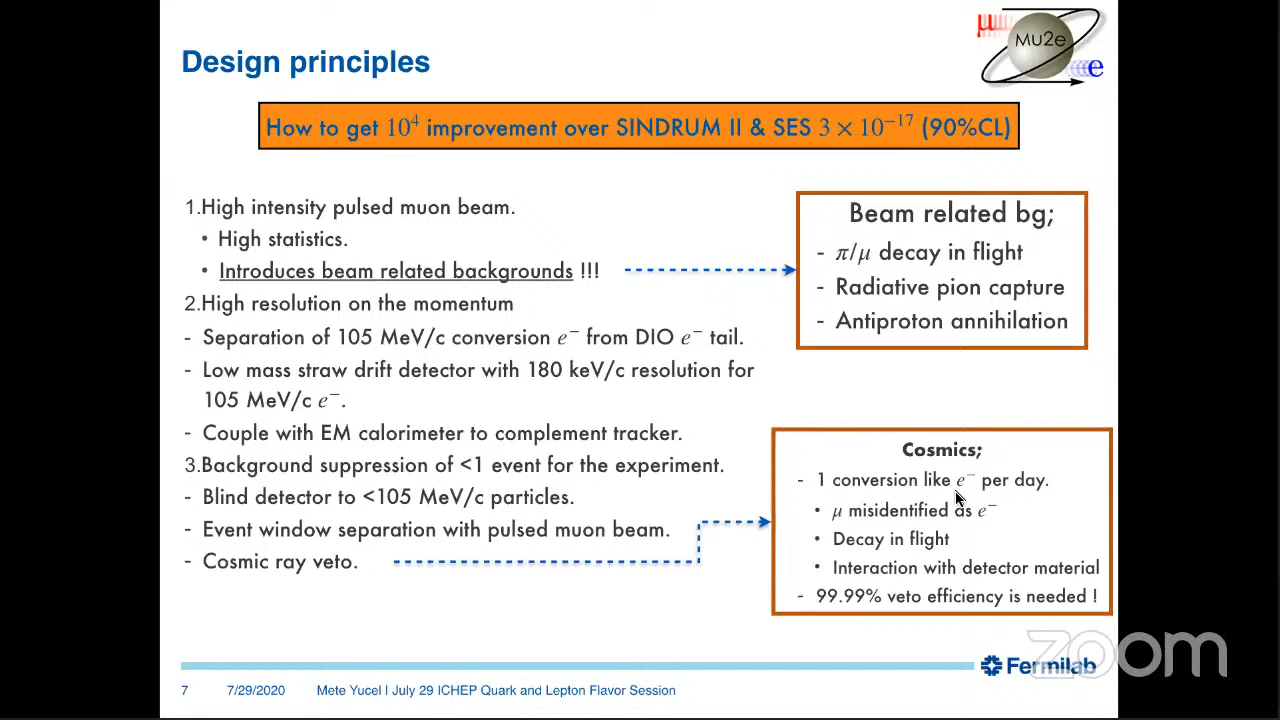 μ
Mu2e
e
Design principles
How to get 10⁴ improvement over SINDRUM II & SES 3 × 10⁻¹⁷ (90%CL)
1.High intensity pulsed muon beam.
• High statistics.
• Introduces beam related backgrounds !!!
2.High resolution on the momentum
- Separation of 105 MeV/c conversion e⁻ from DIO e⁻ tail.
- Low mass straw drift detector with 180 keV/c resolution for
105 MeV/c e⁻.
- Couple with EM calorimeter to complement tracker.
3.Background suppression of <1 event for the experiment.
- Blind detector to <105 MeV/c particles.
- Event window separation with pulsed muon beam.
- Cosmic ray veto.
Beam related bg;
- π/μ decay in flight
- Radiative pion capture
- Antiproton annihilation
Cosmics;
- 1 conversion like e⁻ per day.
• μ misidentified as e⁻
• Decay in flight
• Interaction with detector material
- 99.99% veto efficiency is needed !
zoom
Fermilab
7 7/29/2020 Mete Yucel | July 29 ICHEP Quark and Lepton Flavor Session